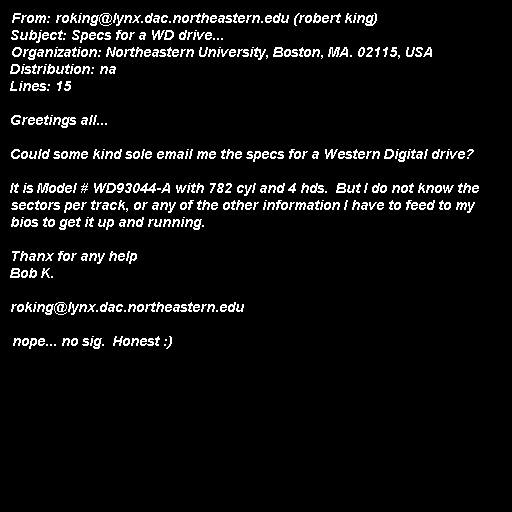 From: roking@lynx.dac.northeastern.edu (robert king)
Subject: Specs for a WD drive...
Organization: Northeastern University, Boston, MA. 02115, USA
Distribution: na
Lines: 15
Greetings all...
Could some kind sole email me the specs for a Western Digital drive?
It is Model # WD93044-A with 782 cyl and 4 hds.  But I do not know the
sectors per track, or any of the other information I have to feed to my
bios to get it up and running.
Thanx for any help
Bob K.
roking@lynx.dac.northeastern.edu
nope... no sig.  Honest :)